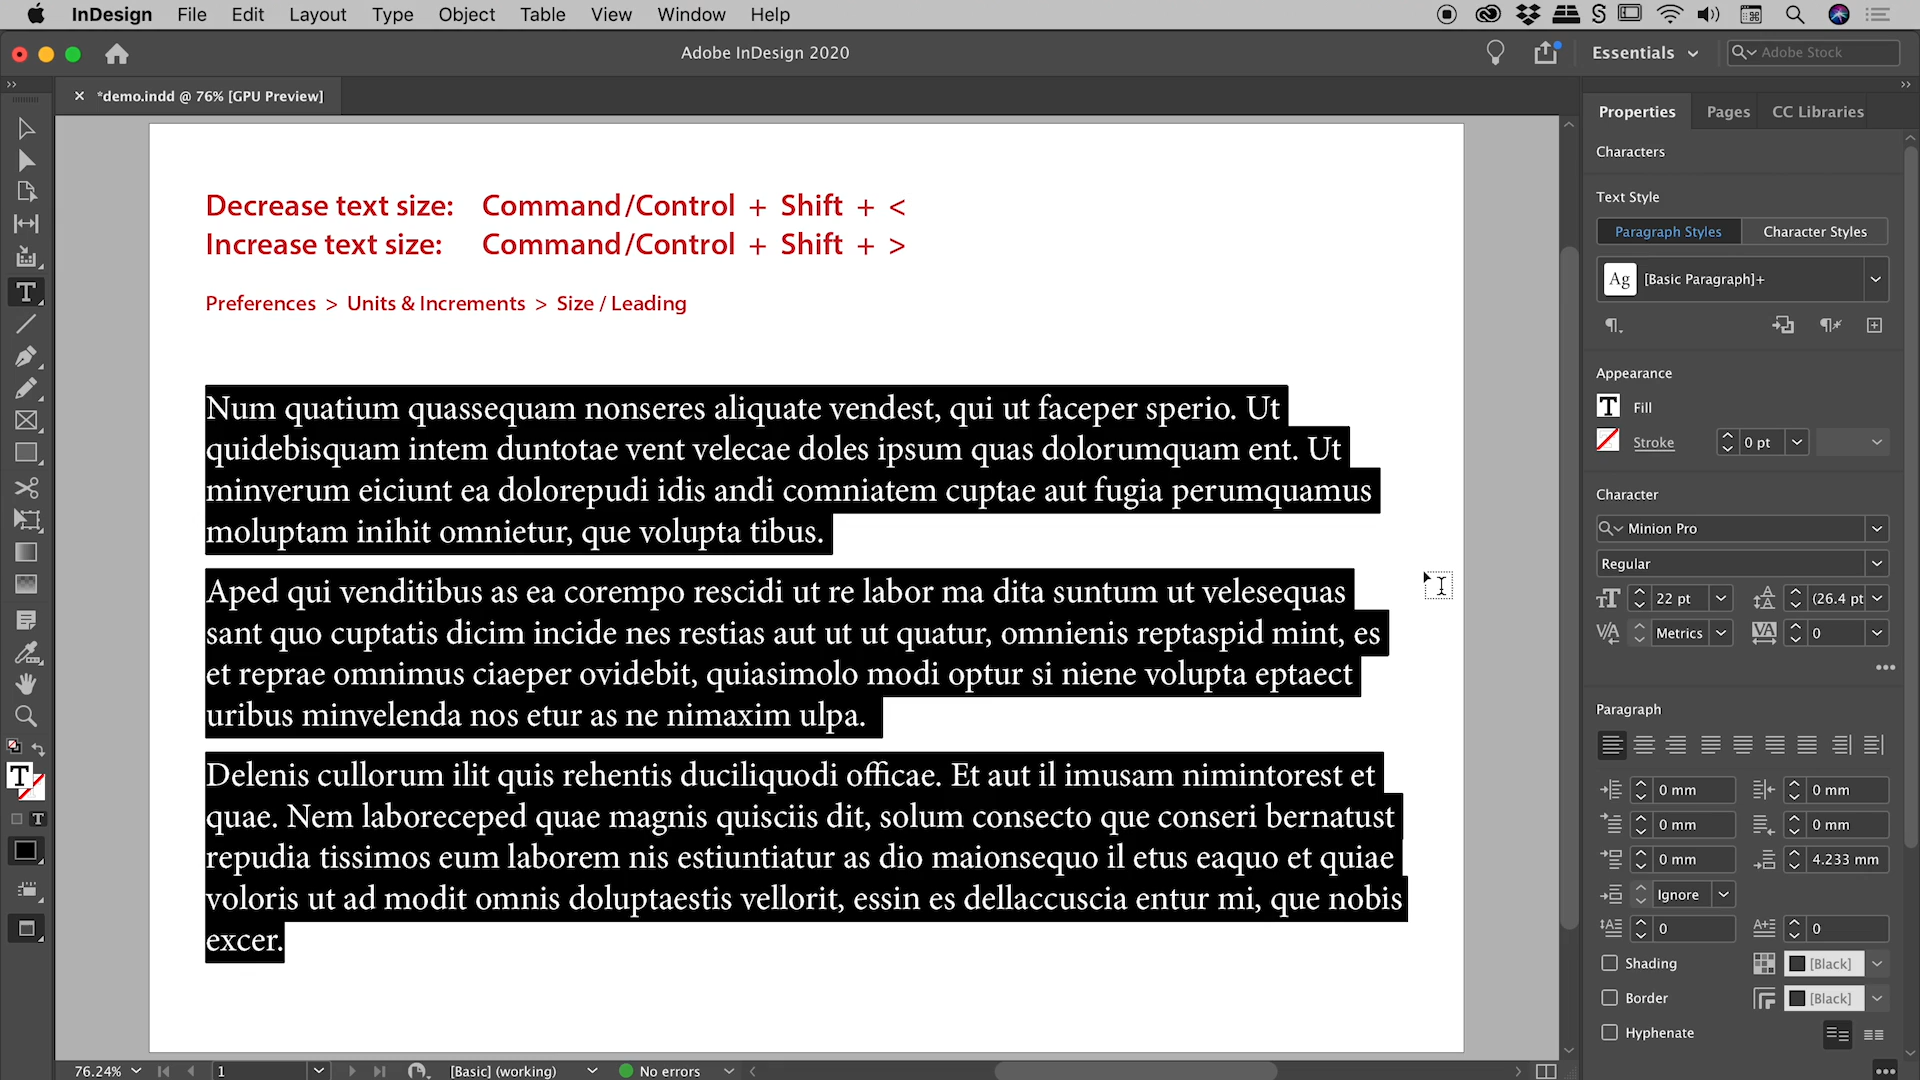 InDesign File Edit Layout Type Object Table View Window Help
Adobe InDesign 2020
Essentials
Adobe Stock
*demo.indd @ 76% [GPU Preview]
Properties Pages CC Libraries
Decrease text size: Command/Control + Shift + <
Increase text size: Command/Control + Shift + >
Preferences > Units & Increments > Size / Leading
Num quatium quassequam nonseres aliquate vendest, qui ut faceper sperio. Ut
quidebisquam intem duntotae vent velecae doles ipsum quas dolorumquam ent. Ut
minverum eiciunt ea dolorepudi idis andi comniatem cuptae aut fugia perumquamus
moluptam inihit omnietur, que volupta tibus.
Aped qui venditibus as ea corempo rescidi ut re labor ma dita suntum ut velesequas
sant quo cuptatis dicim incide nes restias aut ut ut quatur, omnienis reptaspid mint, es
et reprae omnimus ciaeper ovidebit, quiasimolo modi optur si niene volupta eptaect
uribus minvelenda nos etur as ne nimaxim ulpa.
Delenis cullorum ilit quis rehentis duciliquodi officae. Et aut il imusam nimintorest et
quae. Nem laboreceped quae magnis quisciis dit, solum consecto que conseri bernatust
repudia tissimos eum laborem nis estiuntiatur as dio maionsequo il etus eaquo et quiae
voloris ut ad modit omnis doluptaestis vellorit, essin es dellaccuscia entur mi, que nobis
excer.
Characters
Text Style
Paragraph Styles Character Styles
Ag [Basic Paragraph]+
Appearance
Fill
Stroke 0 pt
Character
Minion Pro
Regular
22 pt (26.4 pt
Metrics 0
Paragraph
0 mm 0 mm
0 mm 0 mm
0 mm 4.233 mm
Ignore
0 0
Shading [Black]
Border [Black]
Hyphenate
76.24% 1 [Basic] (working) No errors